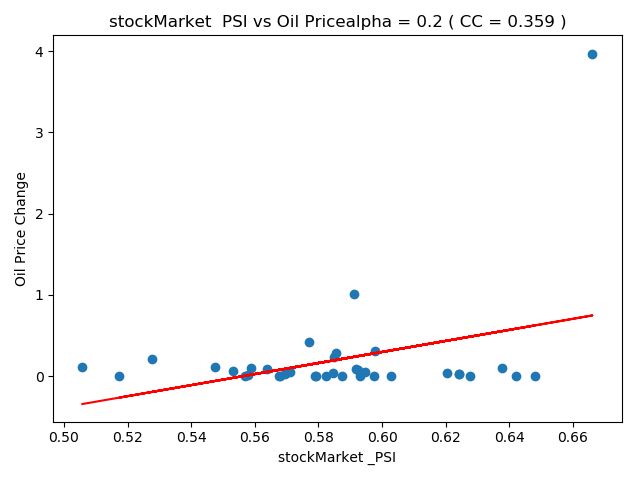 stockMarket  PSI vs Oil Pricealpha = 0.2 ( CC = 0.359 )
Oil Price Change
4
3
2
1
0
0.50 0.52 0.54 0.56 0.58 0.60 0.62 0.64 0.66
stockMarket _PSI